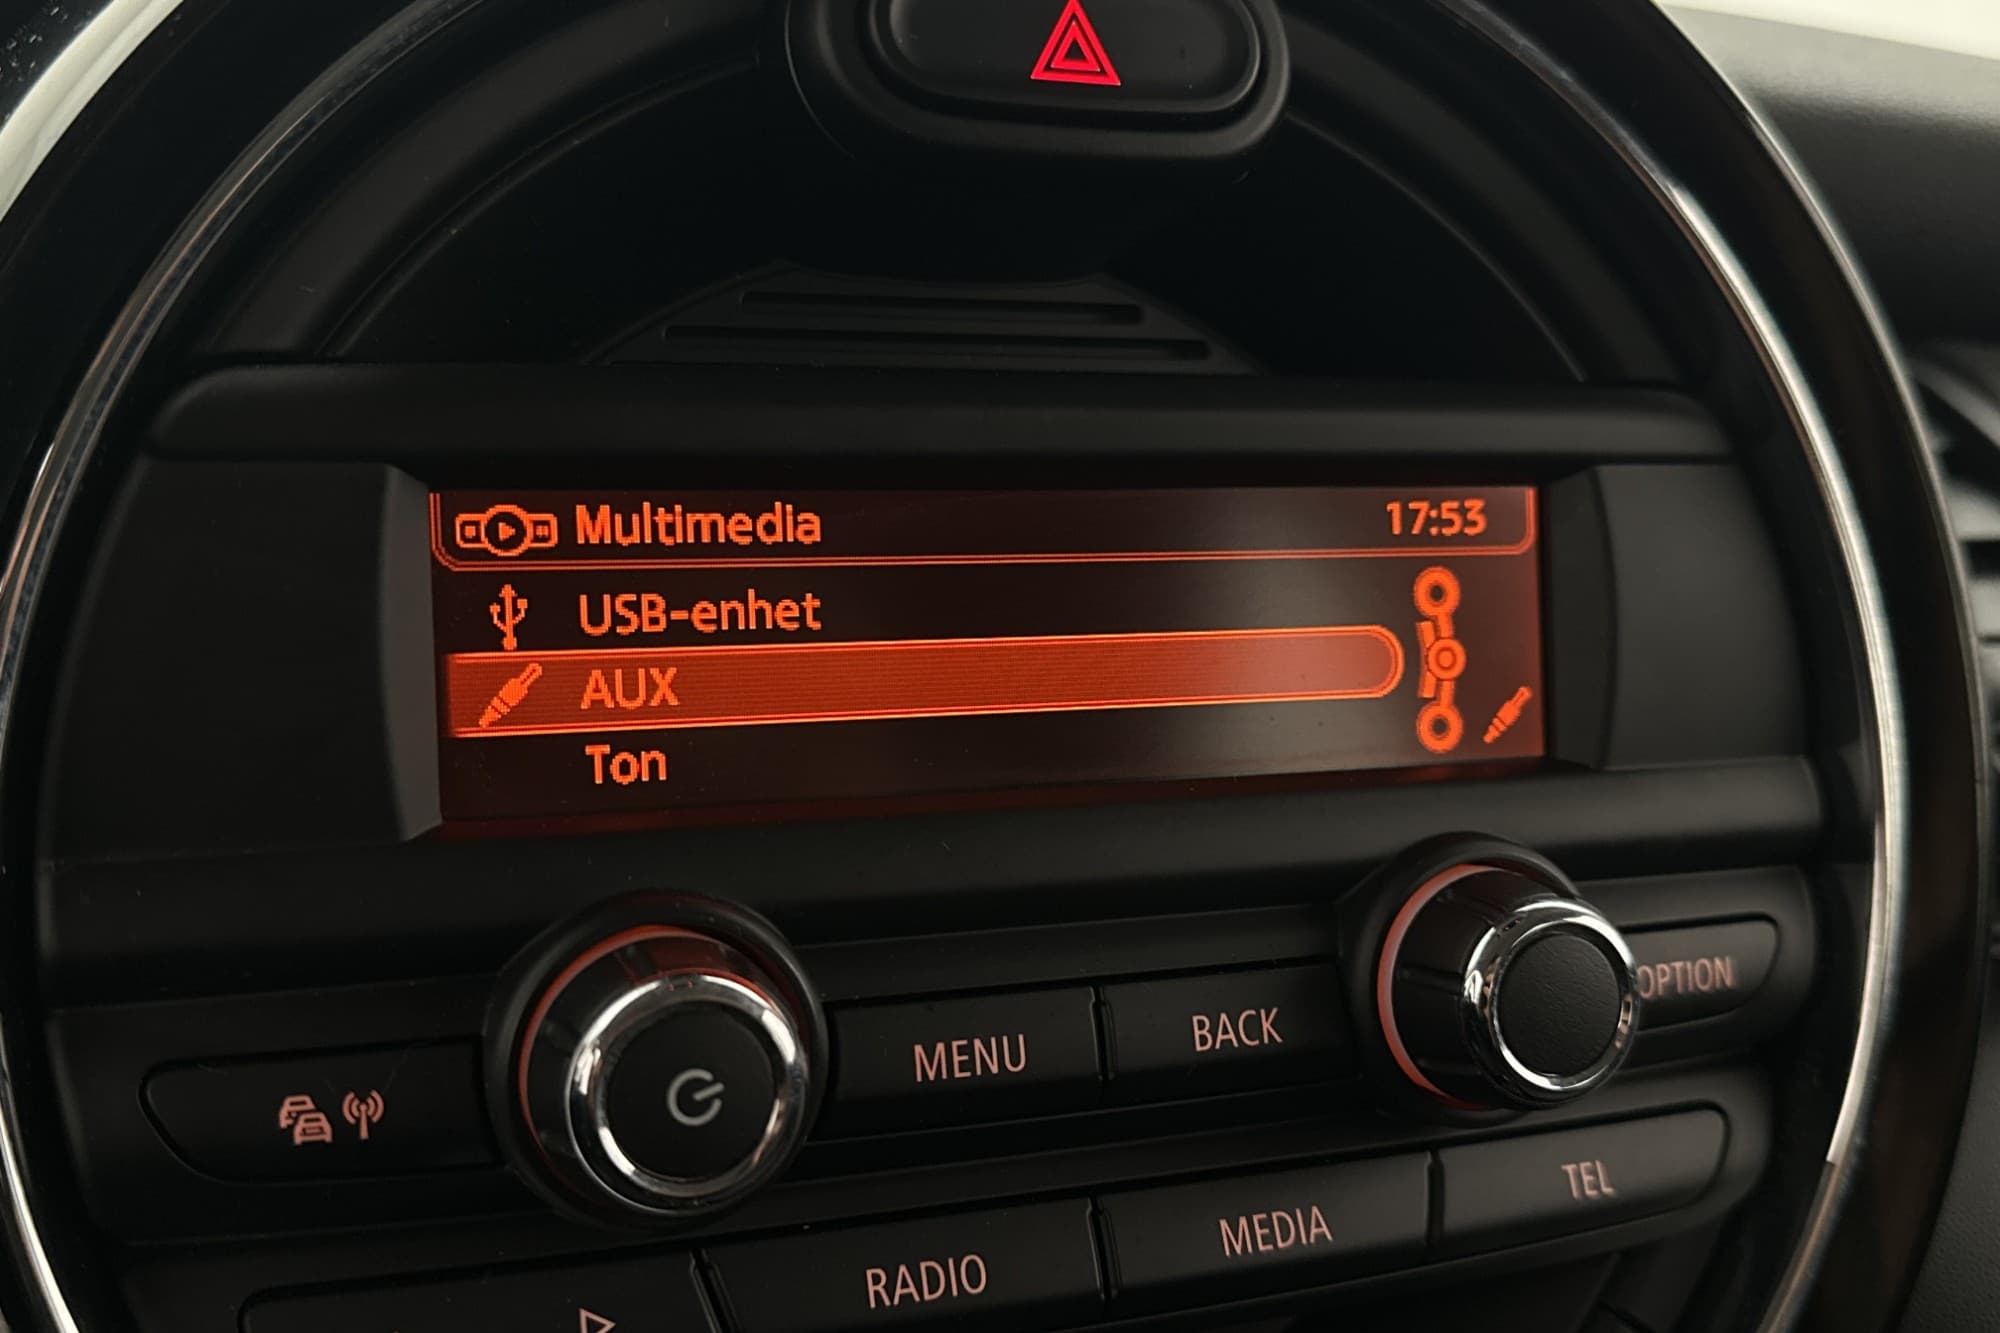 Multimedia 17:53
USB-enhet
AUX
Ton
MENU BACK OPTION
RADIO MEDIA TEL